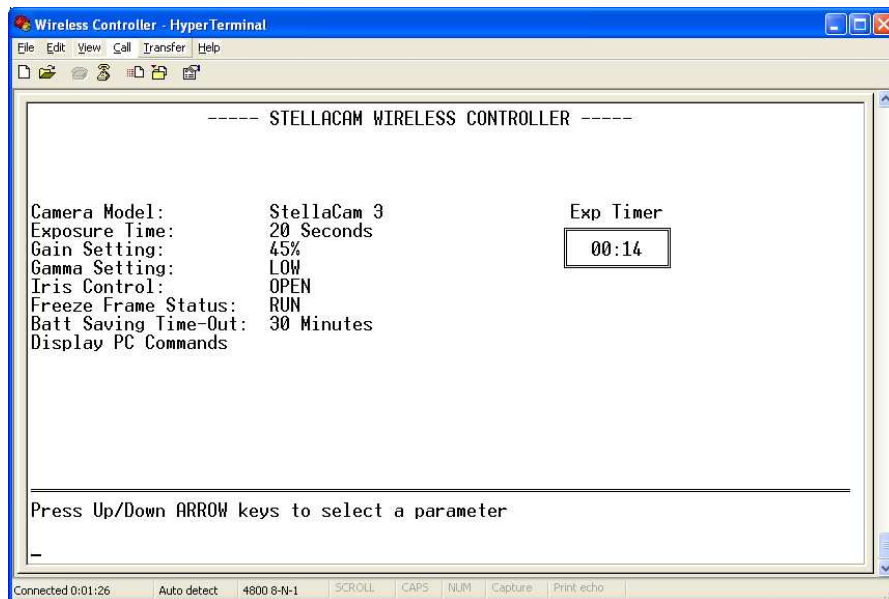 Wireless Controller - HyperTerminal
File Edit View Call Transfer Help
----- STELLACAM WIRELESS CONTROLLER -----
Camera Model: StellaCam 3 Exp Timer
Exposure Time: 20 Seconds
Gain Setting: 45% 00:14
Gamma Setting: LOW
Iris Control: OPEN
Freeze Frame Status: RUN
Batt Saving Time-Out: 30 Minutes
Display PC Commands
Press Up/Down ARROW keys to select a parameter
_
Connected 0:01:26 Auto detect 4800 8-N-1 SCROLL CAPS NUM Capture Print echo